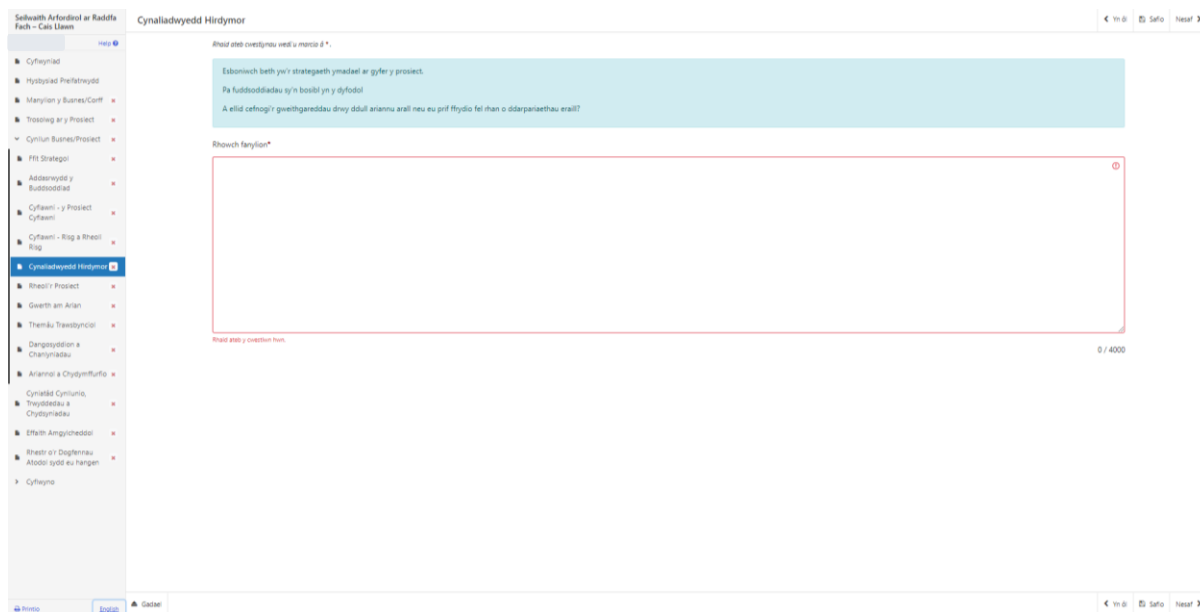 Seilwaith Arfordirol ar Raddfa
Fach – Cais Llawn
Help
Cyflwyniad
Hysbysiad Preifatrwydd
Manylion y Busnes/Corff
Trosolwg ar y Prosiect
Cynllun Busnes/Prosiect
Ffit Strategol
Addasrwydd y
Buddsoddiad
Cyflawni - y Prosiect
Cyflawni
Cyflawni - Risg a Rheoli
Risg
Cynaliadwyedd Hirdymor
Rheoli'r Prosiect
Gwerth am Arian
Themâu Trawsbynciol
Dangosyddion a
Chanlyniadau
Ariannol a Chydymffurfio
Cynllunio,
Trwyddedau a
Chydsyniadau
Effaith Amgylcheddol
Rhestr o'r Dogfennau
Atodol sydd eu hangen
Cyflwyno
Printio
English
Cynaliadwyedd Hirdymor
Yn ôl
Safio
Nesaf
Rhaid ateb cwestiynau wedi'u marcio â *.
Esboniwch beth yw'r strategaeth ymadael ar gyfer y prosiect.
Pa fuddsoddiadau sy'n bosibl yn y dyfodol
A ellid cefnogi'r gweithgareddau drwy ddull ariannu arall neu eu prif ffrydio fel rhan o ddarpariaethau eraill?
Rhowch fanylion*
Rhaid ateb y cwestiwn hwn.
0 / 4000
Gadael
Yn ôl
Safio
Nesaf